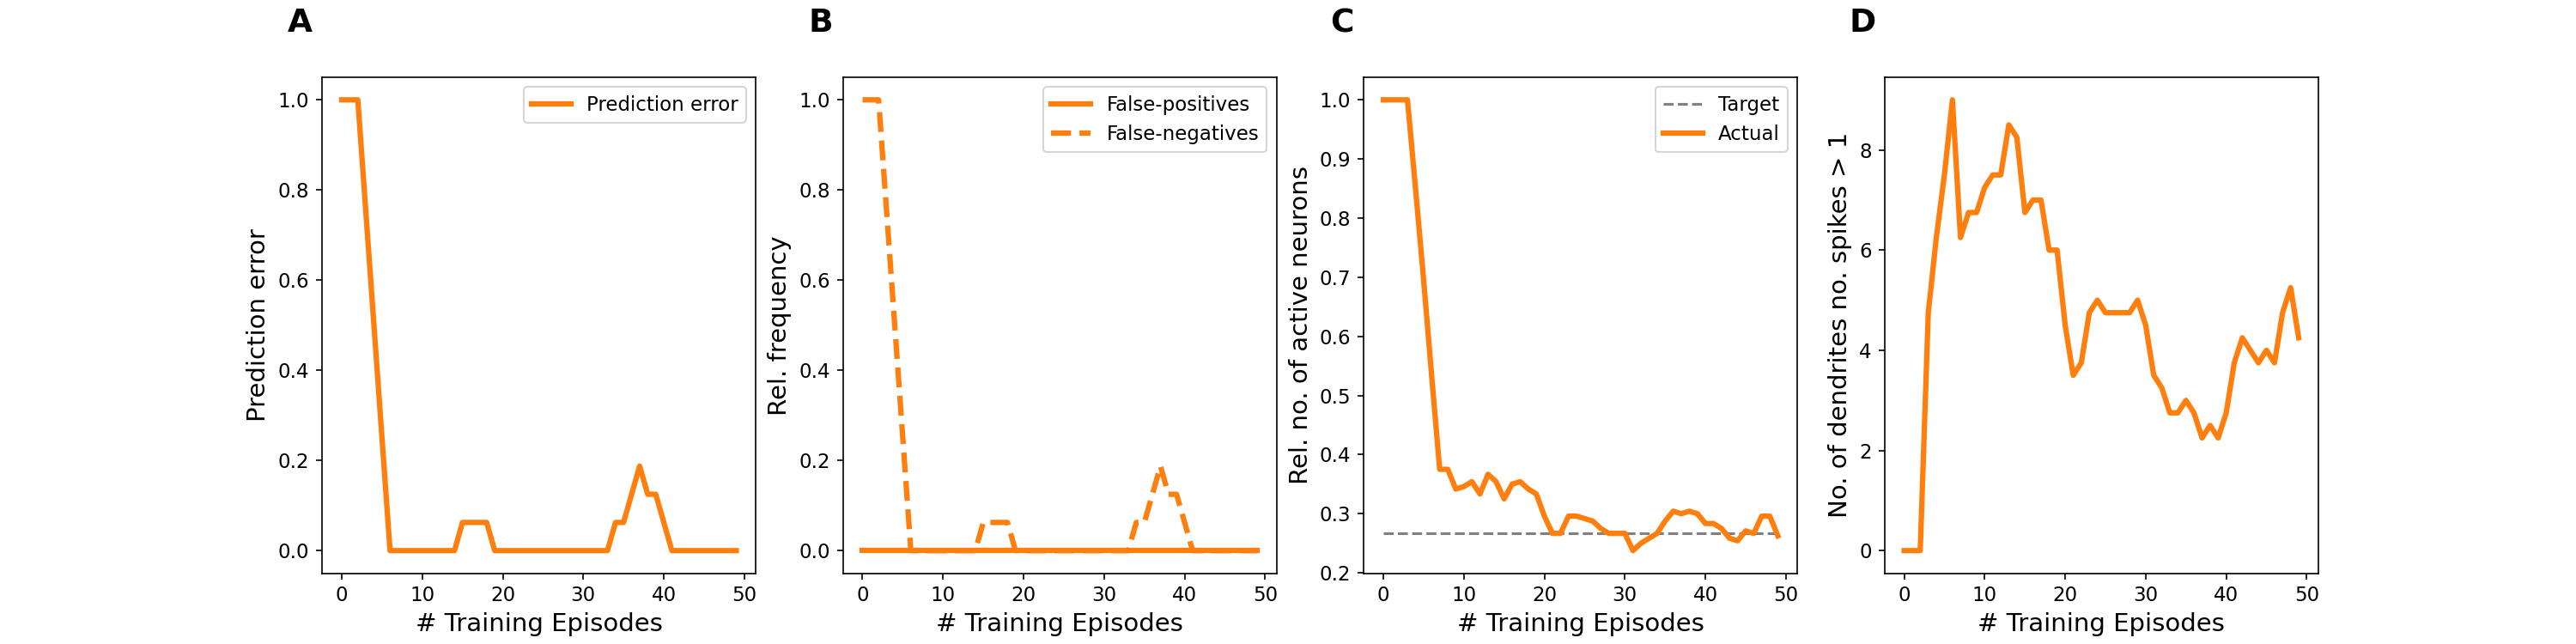 A
B
C
D
Prediction error
1.0
0.8
0.6
0.4
0.2
0.0
Prediction error
0
10
20
30
40
50
# Training Episodes
Rel. frequency
1.0
0.8
0.6
0.4
0.2
0.0
False-positives
False-negatives
0
10
20
30
40
50
# Training Episodes
Rel. no. of active neurons
1.0
0.9
0.8
0.7
0.6
0.5
0.4
0.3
0.2
Target
Actual
0
10
20
30
40
50
# Training Episodes
No. of dendrites no. spikes > 1
8
6
4
2
0
0
10
20
30
40
50
# Training Episodes